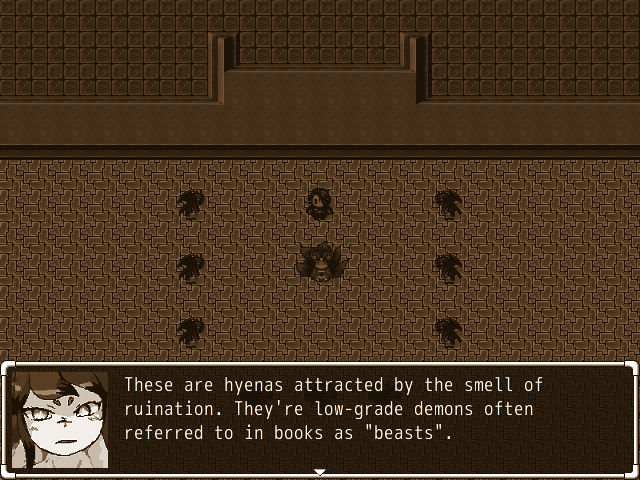 These are hyenas attracted by the smell of
ruination. They're low-grade demons often
referred to in books as "beasts".